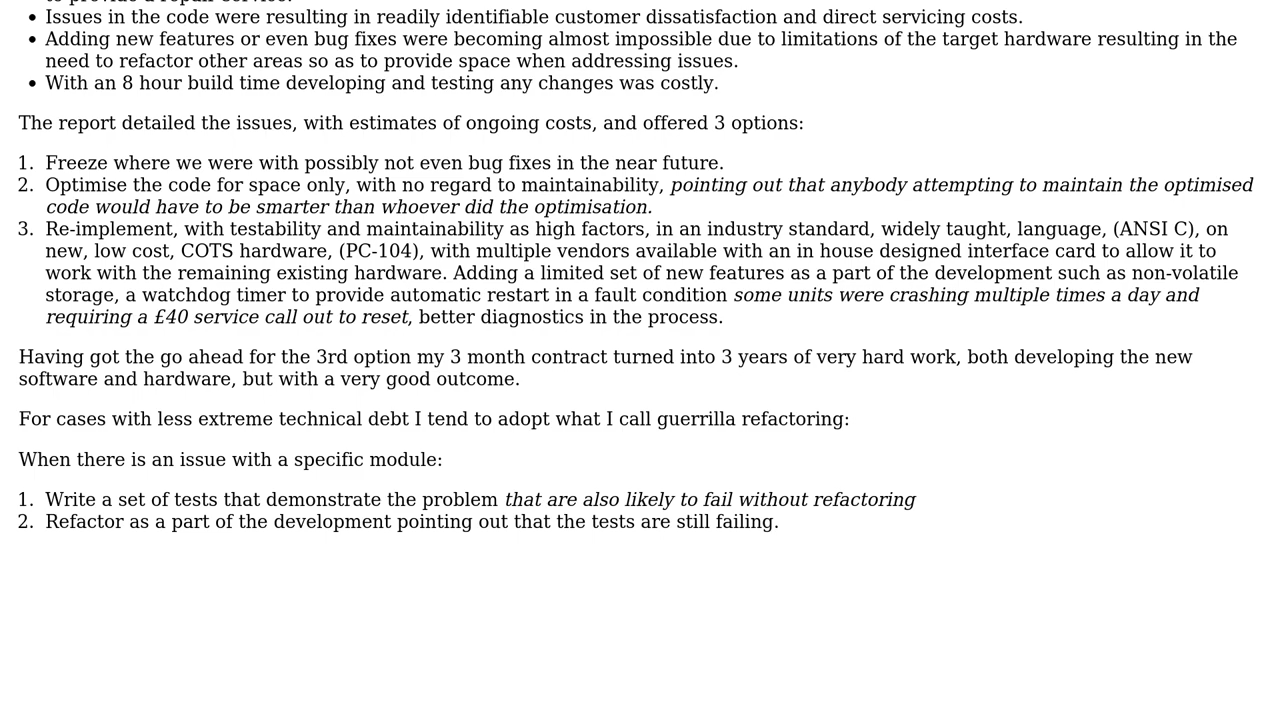 to provide a repair service.
Issues in the code were resulting in readily identifiable customer dissatisfaction and direct servicing costs.
Adding new features or even bug fixes were becoming almost impossible due to limitations of the target hardware resulting in the
need to refactor other areas so as to provide space when addressing issues.
With an 8 hour build time developing and testing any changes was costly.
The report detailed the issues, with estimates of ongoing costs, and offered 3 options:
1. Freeze where we were with possibly not even bug fixes in the near future.
2. Optimise the code for space only, with no regard to maintainability, pointing out that anybody attempting to maintain the optimised
code would have to be smarter than whoever did the optimisation.
3. Re-implement, with testability and maintainability as high factors, in an industry standard, widely taught, language, (ANSI C), on
new, low cost, COTS hardware, (PC-104), with multiple vendors available with an in house designed interface card to allow it to
work with the remaining existing hardware. Adding a limited set of new features as a part of the development such as non-volatile
storage, a watchdog timer to provide automatic restart in a fault condition some units were crashing multiple times a day and
requiring a £40 service call out to reset, better diagnostics in the process.
Having got the go ahead for the 3rd option my 3 month contract turned into 3 years of very hard work, both developing the new
software and hardware, but with a very good outcome.
For cases with less extreme technical debt I tend to adopt what I call guerrilla refactoring:
When there is an issue with a specific module:
1. Write a set of tests that demonstrate the problem that are also likely to fail without refactoring
2. Refactor as a part of the development pointing out that the tests are still failing.